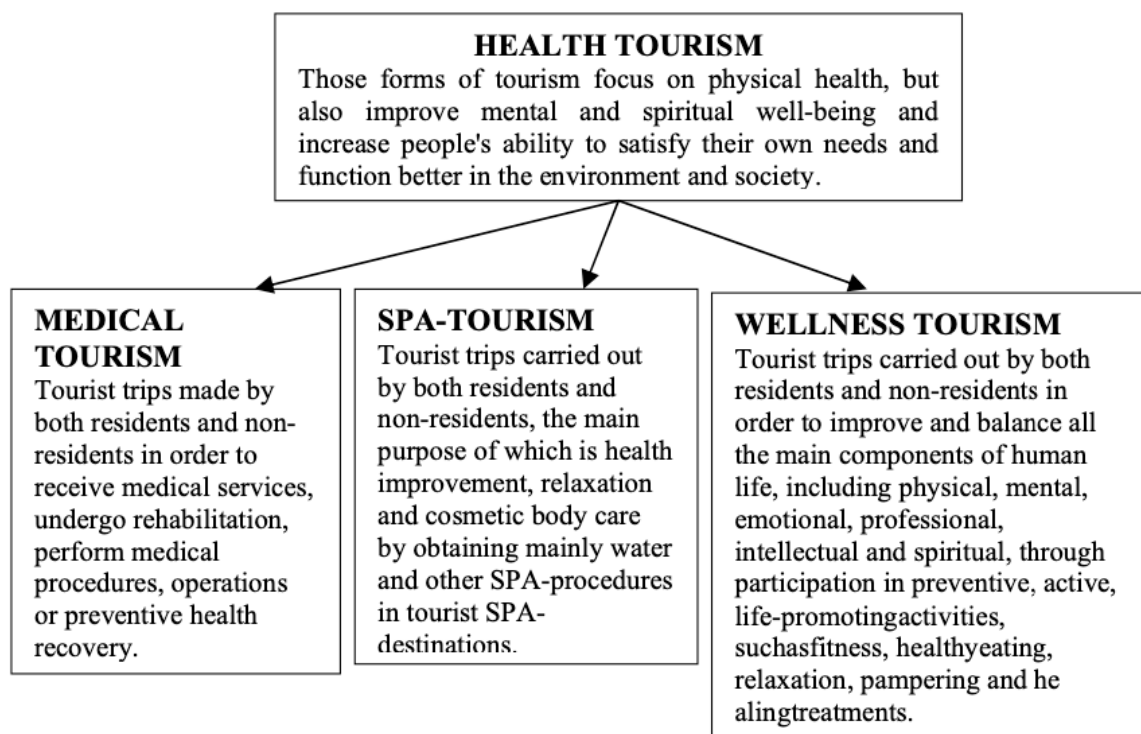 HEALTH TOURISM
Those forms of tourism focus on physical health, but
also improve mental and spiritual well-being and
increase people's ability to satisfy their own needs and
function better in the environment and society.
MEDICAL
TOURISM
Tourist trips made by
both residents and non-
residents in order to
receive medical services,
undergo rehabilitation,
perform medical
procedures, operations
or preventive health
recovery.
SPA-TOURISM
Tourist trips carried out
by both residents and
non-residents, the main
purpose of which is health
improvement, relaxation
and cosmetic body care
by obtaining mainly water
and other SPA-procedures
in tourist SPA-
destinations.
WELLNESS TOURISM
Tourist trips carried out by both
residents and non-residents in
order to improve and balance all
the main components of human
life, including physical, mental,
emotional, professional,
intellectual and spiritual, through
participation in preventive, active,
life-promotingactivities,
suchasfitness, healthyeating,
relaxation, pampering and he
alingtreatments.